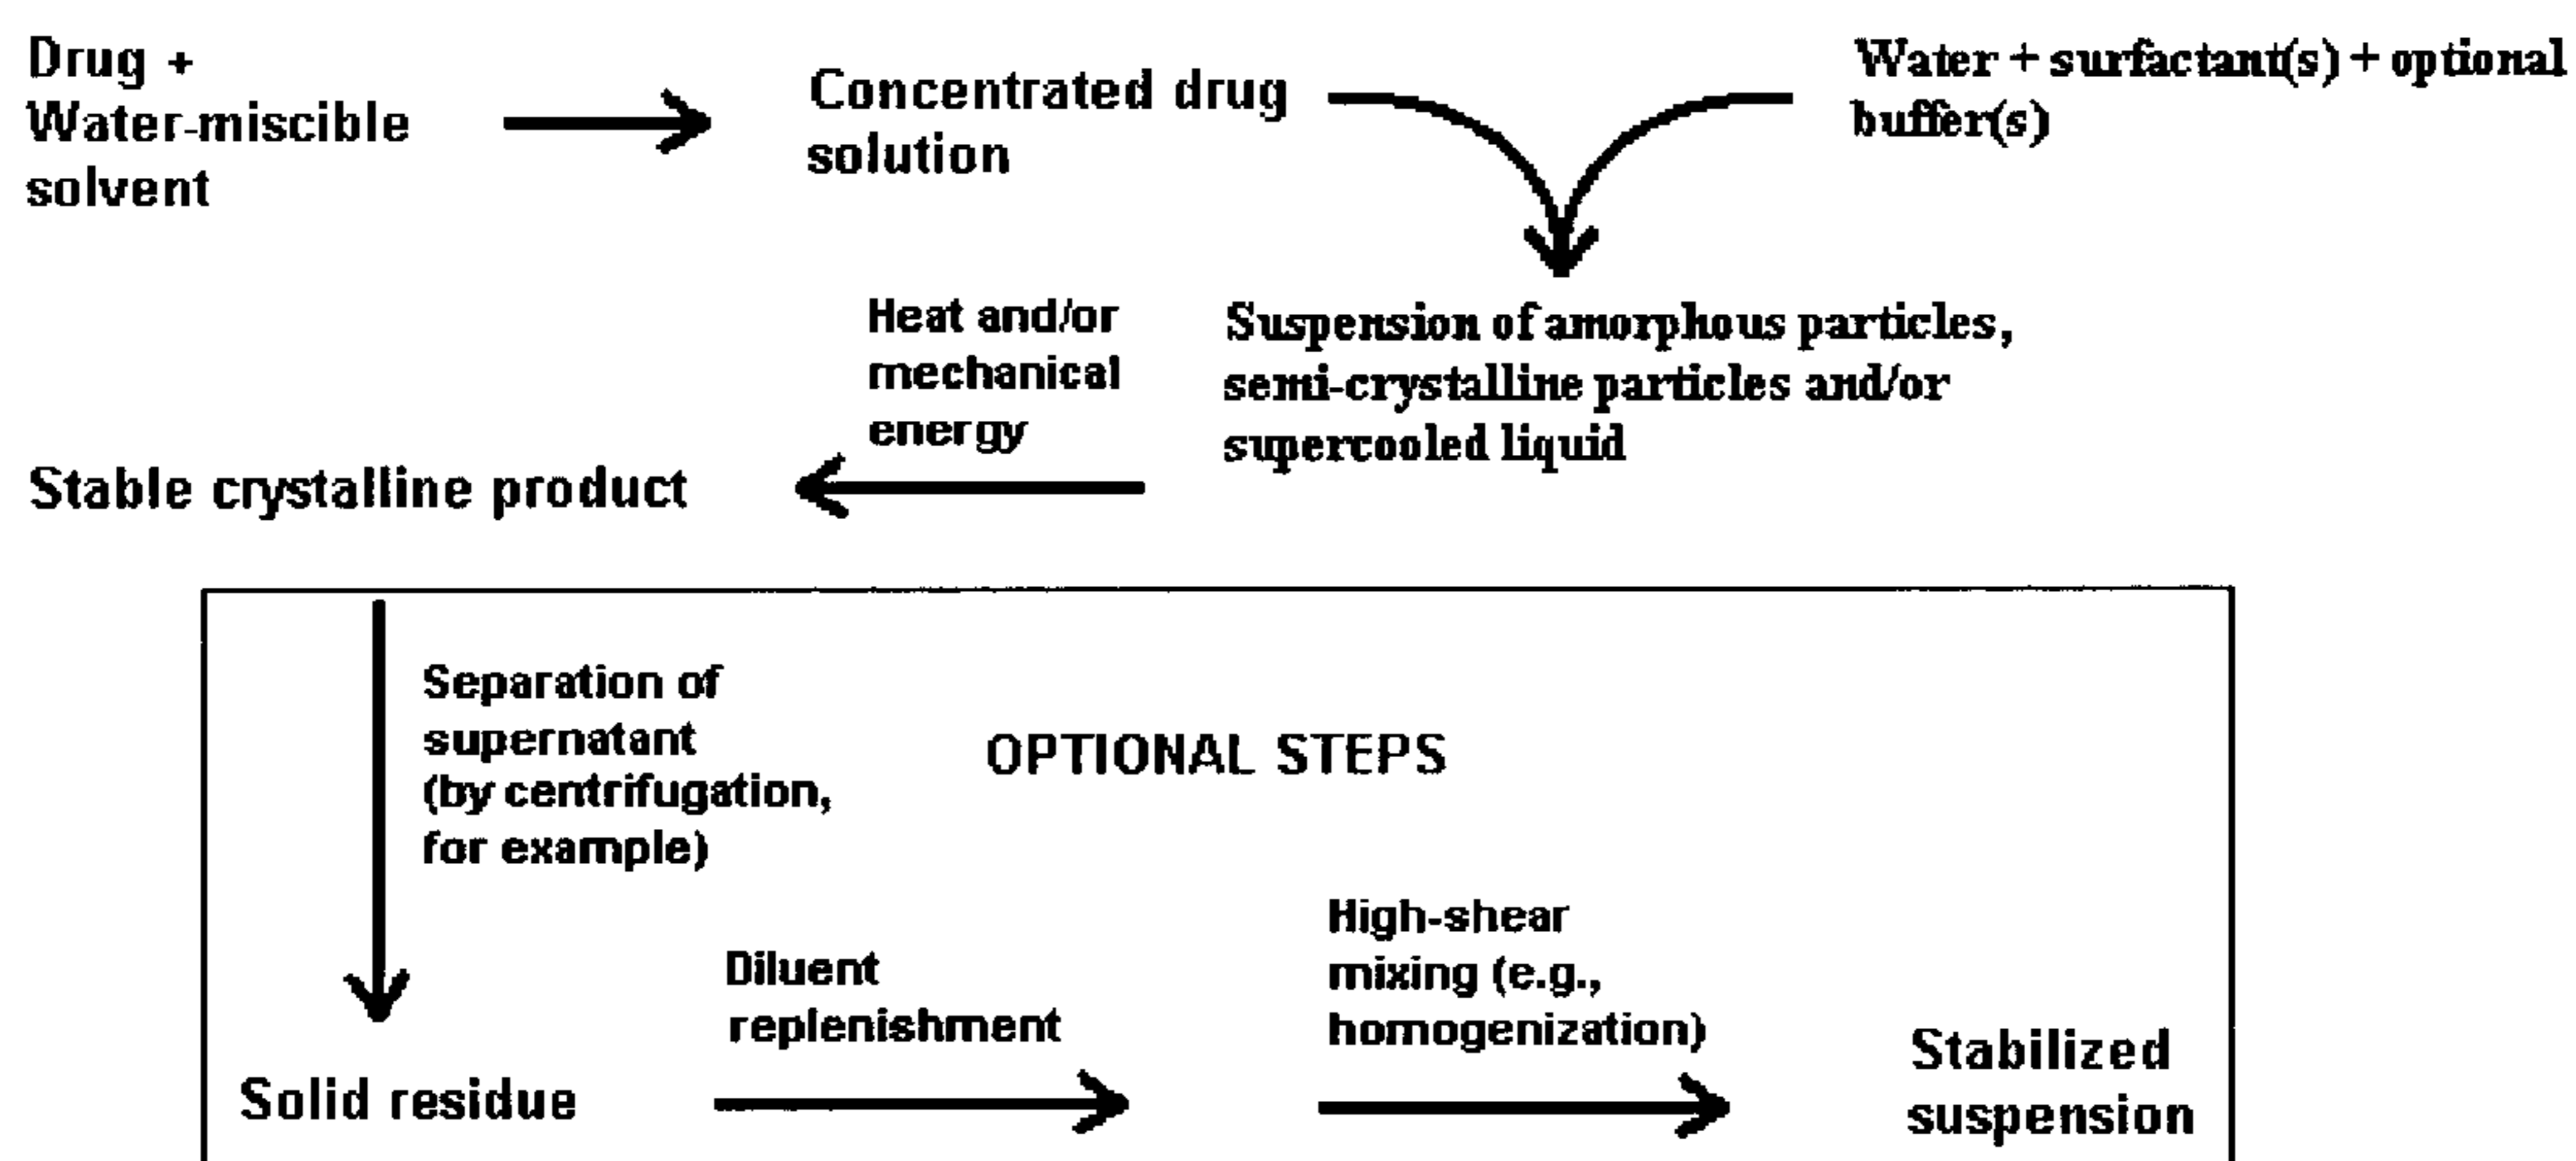 Drug +
Water-miscible
solvent
Concentrated drug
solution
Water + surfactant(s) + optional
buffer(s)
Heat and/or
mechanical
energy
Suspension of amorphous particles,
semi-crystalline particles and/or
supercooled liquid
Stable crystalline product
Separation of
supernatant
(by centrifugation,
for example)
OPTIONAL STEPS
Diluent
replenishment
High-shear
mixing (e.g.,
homogenization)
Solid residue
Stabilized
suspension